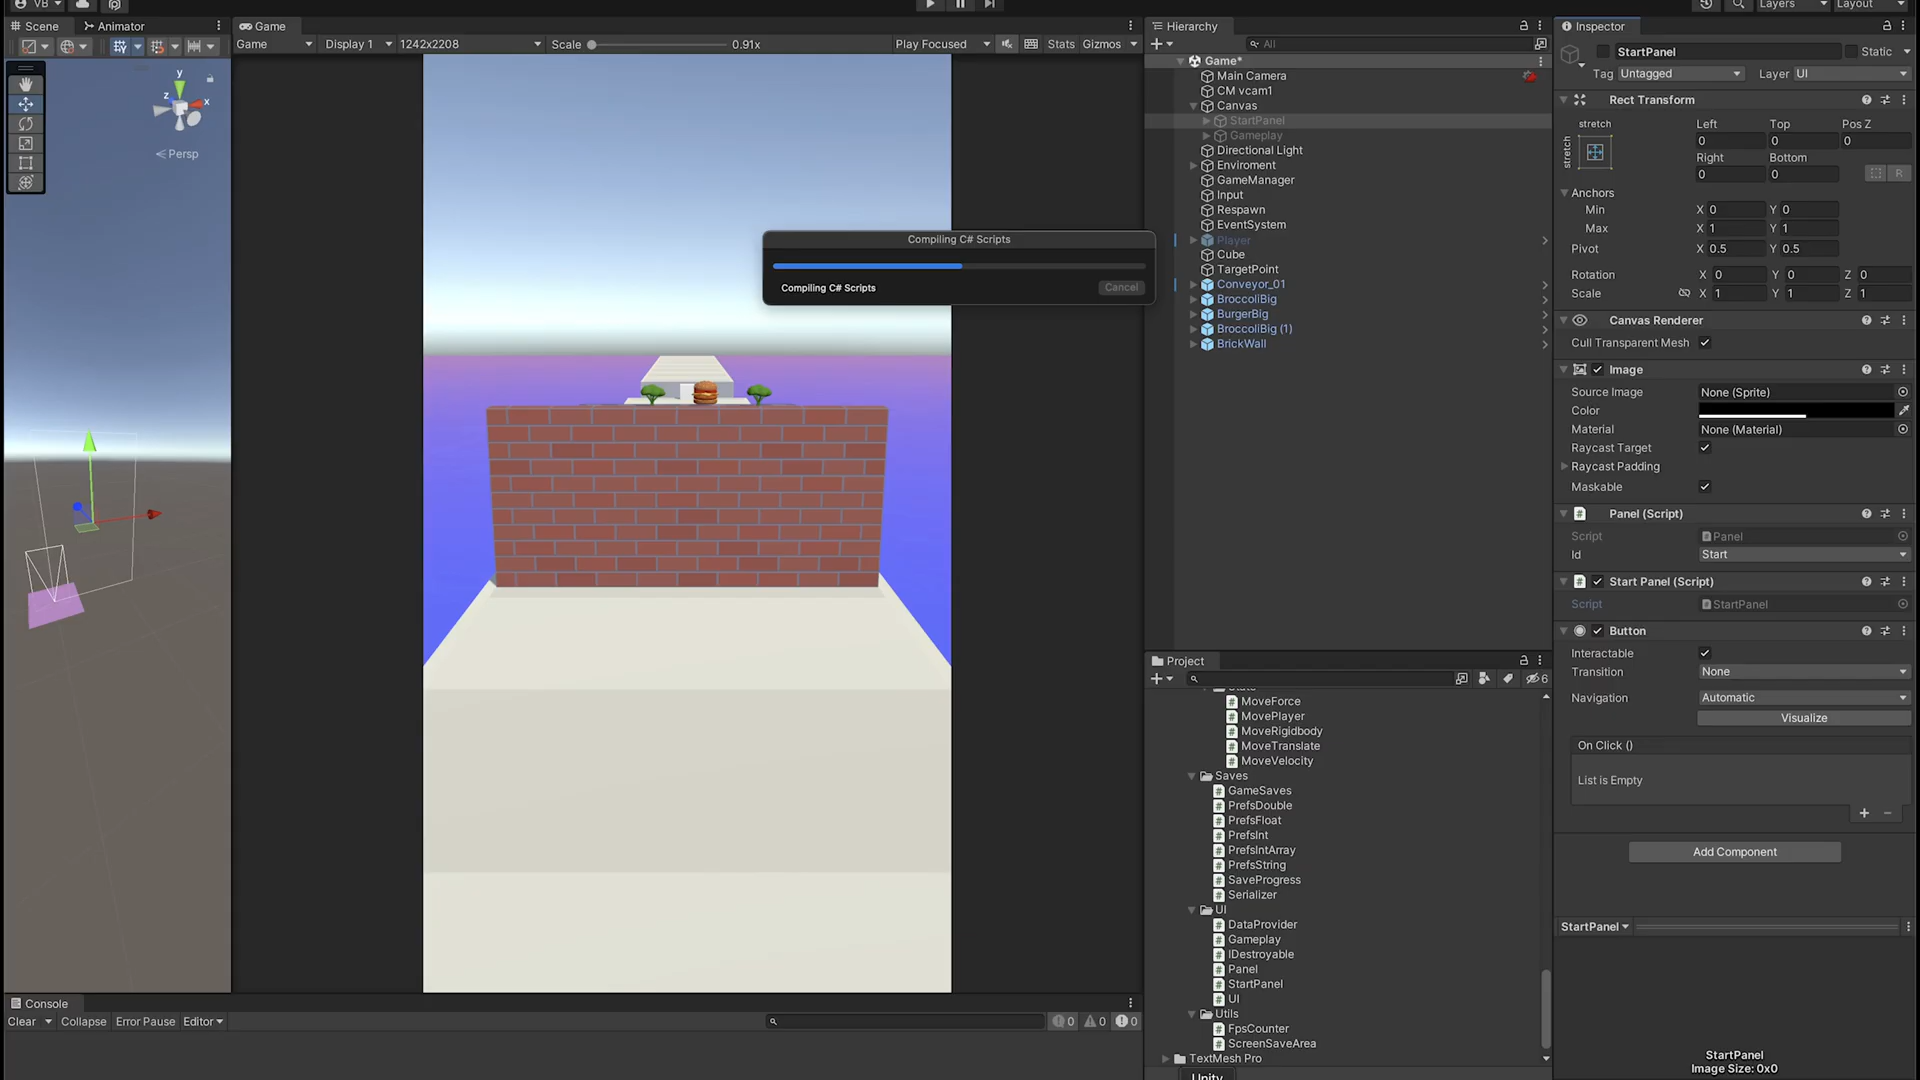 VB
Layers
Layout
Scene
Animator
Persp
y
z
x
Game
Game
Display 1
1242x2208
Scale
0.91x
Play Focused
Stats
Gizmos
Compiling C# Scripts
Compiling C# Scripts
Cancel
Hierarchy
All
Game*
Main Camera
CM vcam1
Canvas
StartPanel
Gameplay
Directional Light
Enviroment
GameManager
Input
Respawn
EventSystem
Player
Cube
TargetPoint
Conveyor_01
BroccoliBig
BurgerBig
BroccoliBig (1)
BrickWall
Project
6
MoveForce
MovePlayer
MoveRigidbody
MoveTranslate
MoveVelocity
Saves
GameSaves
PrefsDouble
PrefsFloat
PrefsInt
PrefsIntArray
PrefsString
SaveProgress
Serializer
UI
DataProvider
Gameplay
IDestroyable
Panel
StartPanel
UI
Utils
FpsCounter
ScreenSaveArea
TextMesh Pro
Unity
Inspector
StartPanel
Static
Tag Untagged
Layer UI
Rect Transform
stretch
stretch
Left Top Pos Z
0 0 0
Right Bottom
0 0
R
Anchors
Min X 0 Y 0
Max X 1 Y 1
Pivot X 0.5 Y 0.5
Rotation X 0 Y 0 Z 0
Scale X 1 Y 1 Z 1
Canvas Renderer
Cull Transparent Mesh
Image
Source Image None (Sprite)
Color
Material None (Material)
Raycast Target
Raycast Padding
Maskable
Panel (Script)
Script Panel
Id Start
Start Panel (Script)
Script StartPanel
Button
Interactable
Transition None
Navigation Automatic
Visualize
On Click ()
List is Empty
Add Component
StartPanel
StartPanel
Image Size: 0x0
Console
Clear
Collapse
Error Pause
Editor
0
0
0